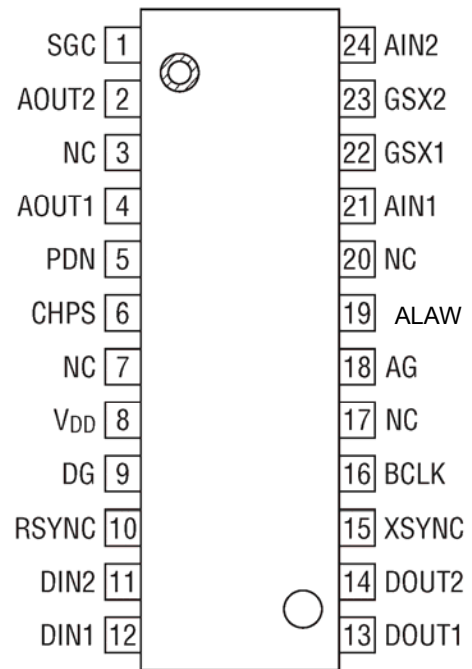 SGC 1 24 AIN2
AOUT2 2 23 GSX2
NC 3 22 GSX1
AOUT1 4 21 AIN1
PDN 5 20 NC
CHPS 6 19 ALAW
NC 7 18 AG
VDD 8 17 NC
DG 9 16 BCLK
RSYNC 10 15 XSYNC
DIN2 11 14 DOUT2
DIN1 12 13 DOUT1